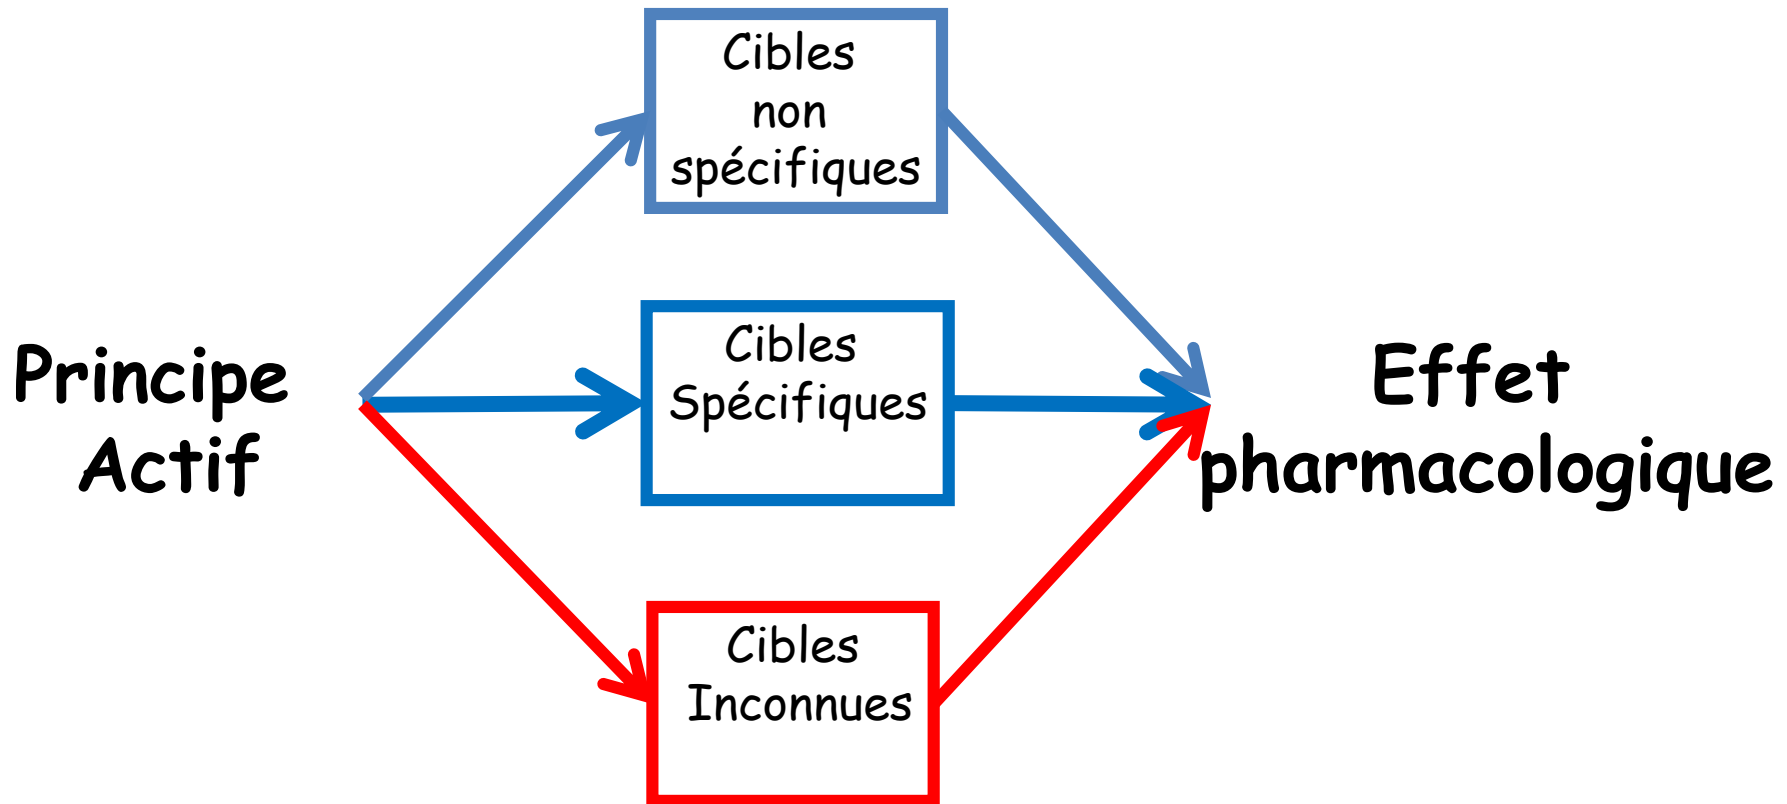 Cibles
non
spécifiques
Principe
Actif
Cibles
Spécifiques
Effet
pharmacologique
Cibles
Inconnues